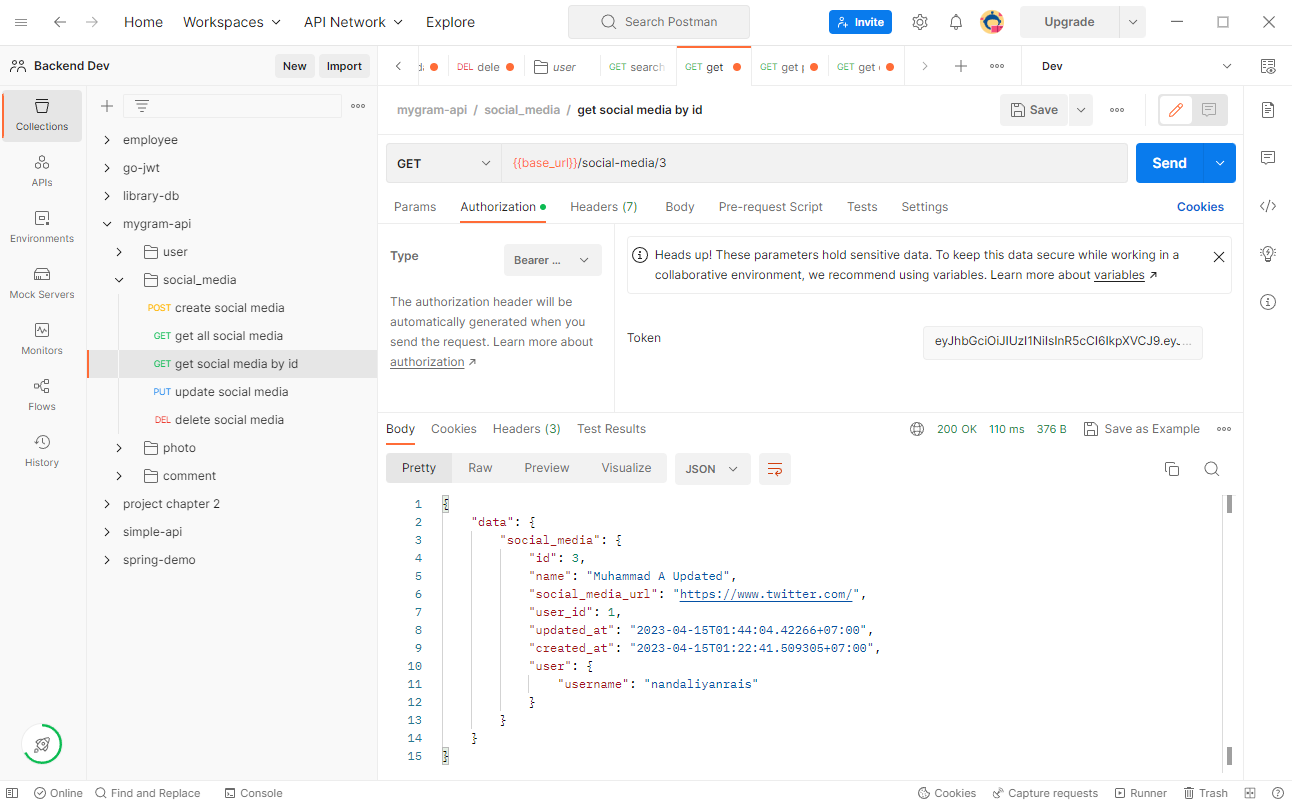 Home Workspaces API Network Explore Search Postman Invite Upgrade
Backend Dev New Import
DEL dele user GET search GET get GET get GET get Dev
Collections
APIs
Environments
Mock Servers
Monitors
Flows
History
employee
go-jwt
library-db
mygram-api
user
social_media
POST create social media
GET get all social media
GET get social media by id
PUT update social media
DEL delete social media
photo
comment
project chapter 2
simple-api
spring-demo
mygram-api / social_media / get social media by id Save
GET {{base_url}}/social-media/3 Send
Params Authorization Headers (7) Body Pre-request Script Tests Settings Cookies
Type Bearer ...
The authorization header will be
automatically generated when you
send the request. Learn more about
authorization ↗
Heads up! These parameters hold sensitive data. To keep this data secure while working in a
collaborative environment, we recommend using variables. Learn more about variables ↗
Token
Body Cookies Headers (3) Test Results 200 OK 110 ms 376 B Save as Example
Pretty Raw Preview Visualize JSON
1 {
2 "data": {
3 "social_media": {
4 "id": 3,
5 "name": "Muhammad A Updated",
6 "social_media_url": "https://www.twitter.com/",
7 "user_id": 1,
8 "updated_at": "2023-04-15T01:44:04.42266+07:00",
9 "created_at": "2023-04-15T01:22:41.509305+07:00",
10 "user": {
11 "username": "nandaliyanrais"
12 }
13 }
14 }
15 }
Online Find and Replace Console Cookies Capture requests Runner Trash